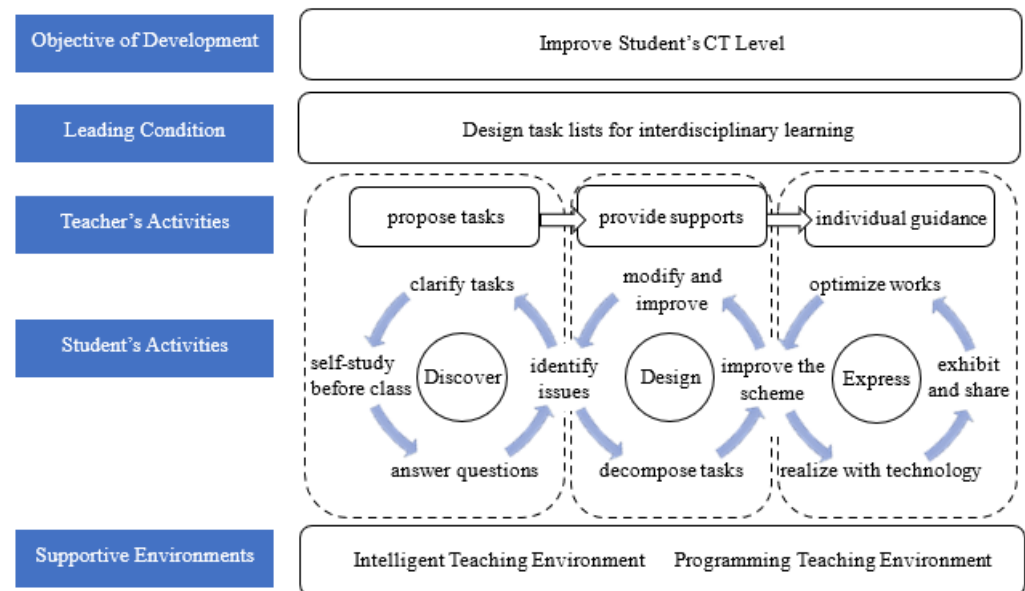 Objective of Development
Improve Student's CT Level
Leading Condition
Design task lists for interdisciplinary learning
Teacher's Activities
propose tasks
provide supports
individual guidance
Student's Activities
clarify tasks
self-study
before class
Discover
identify
issues
answer questions
modify and
improve
Design
improve the
scheme
decompose tasks
optimize works
Express
exhibit
and share
realize with technology
Supportive Environments
Intelligent Teaching Environment
Programming Teaching Environment